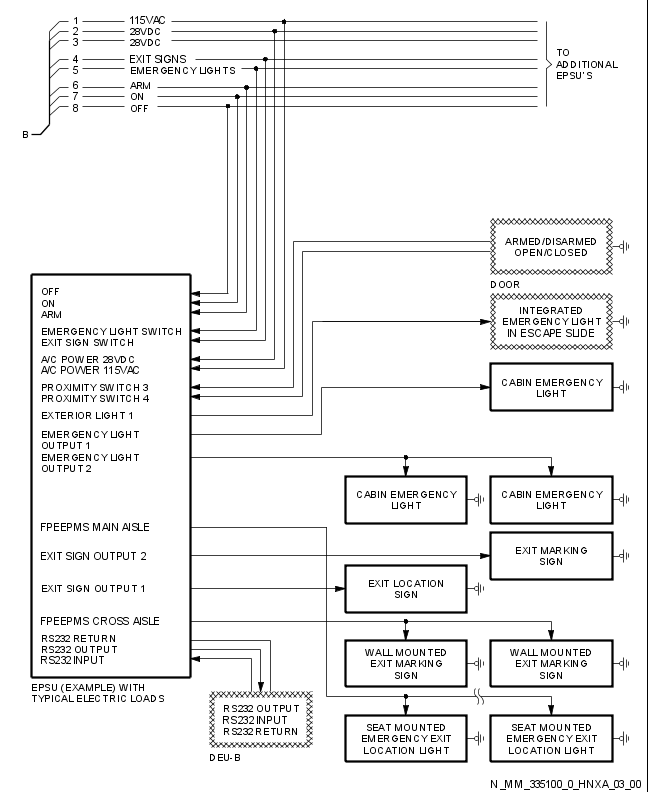 1 115VAC
2 28VDC
3 28VDC
4 EXIT SIGNS
5 EMERGENCY LIGHTS
6 ARM
7 ON
8 OFF
B
TO
ADDITIONAL
EPSU'S
ARMED/DISARMED
OPEN/CLOSED
DOOR
INTEGRATED
EMERGENCY LIGHT
IN ESCAPE SLIDE
CABIN EMERGENCY
LIGHT
OFF
ON
ARM
EMERGENCY LIGHT SWITCH
EXIT SIGN SWITCH
A/C POWER 28VDC
A/C POWER 115VAC
PROXIMITY SWITCH 3
PROXIMITY SWITCH 4
EXTERIOR LIGHT 1
EMERGENCY LIGHT
OUTPUT 1
EMERGENCY LIGHT
OUTPUT 2
FPEEPMS MAIN AISLE
EXIT SIGN OUTPUT 2
EXIT SIGN OUTPUT 1
FPEEPMS CROSS AISLE
RS232 RETURN
RS232 OUTPUT
RS232 INPUT
EPSU (EXAMPLE) WITH
TYPICAL ELECTRIC LOADS
CABIN EMERGENCY
LIGHT
CABIN EMERGENCY
LIGHT
EXIT MARKING
SIGN
EXIT LOCATION
SIGN
WALL MOUNTED
EXIT MARKING
SIGN
WALL MOUNTED
EXIT MARKING
SIGN
RS232 OUTPUT
RS232 INPUT
RS232 RETURN
DEU-B
SEAT MOUNTED
EMERGENCY EXIT
LOCATION LIGHT
SEAT MOUNTED
EMERGENCY EXIT
LOCATION LIGHT
N_MM_335100_0_HNXA_03_00